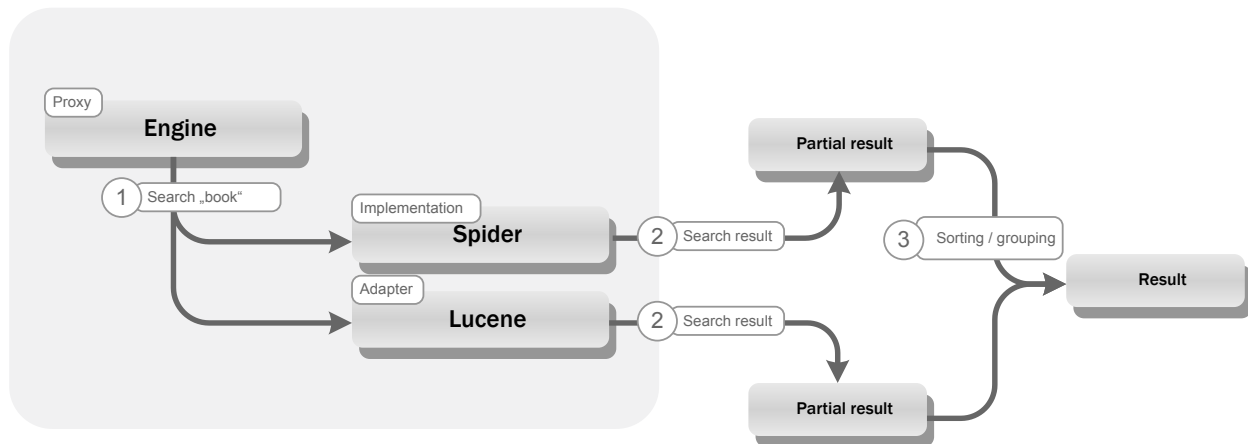 Proxy
Engine
1 Search „book“
Implementation
Spider
2 Search result
Partial result
Adapter
Lucene
2 Search result
Partial result
3 Sorting / grouping
Result